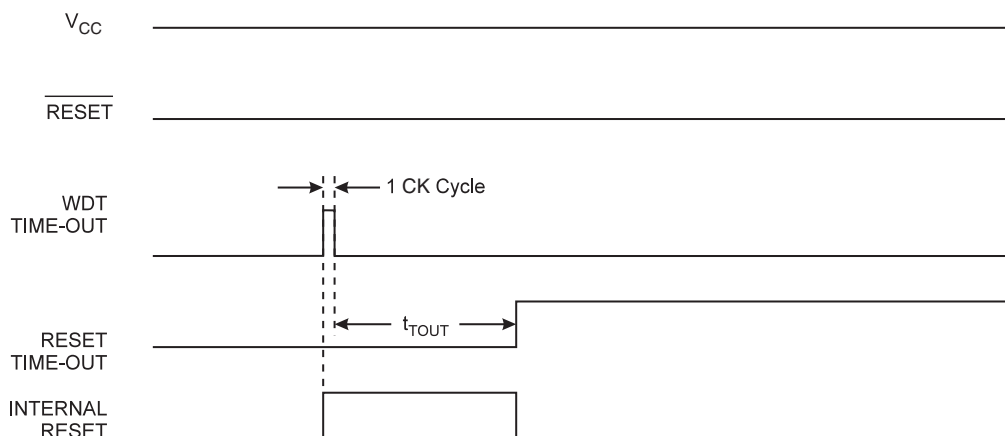 VCC
RESET
1 CK Cycle
WDT
TIME-OUT
tTOUT
RESET
TIME-OUT
INTERNAL
RESET